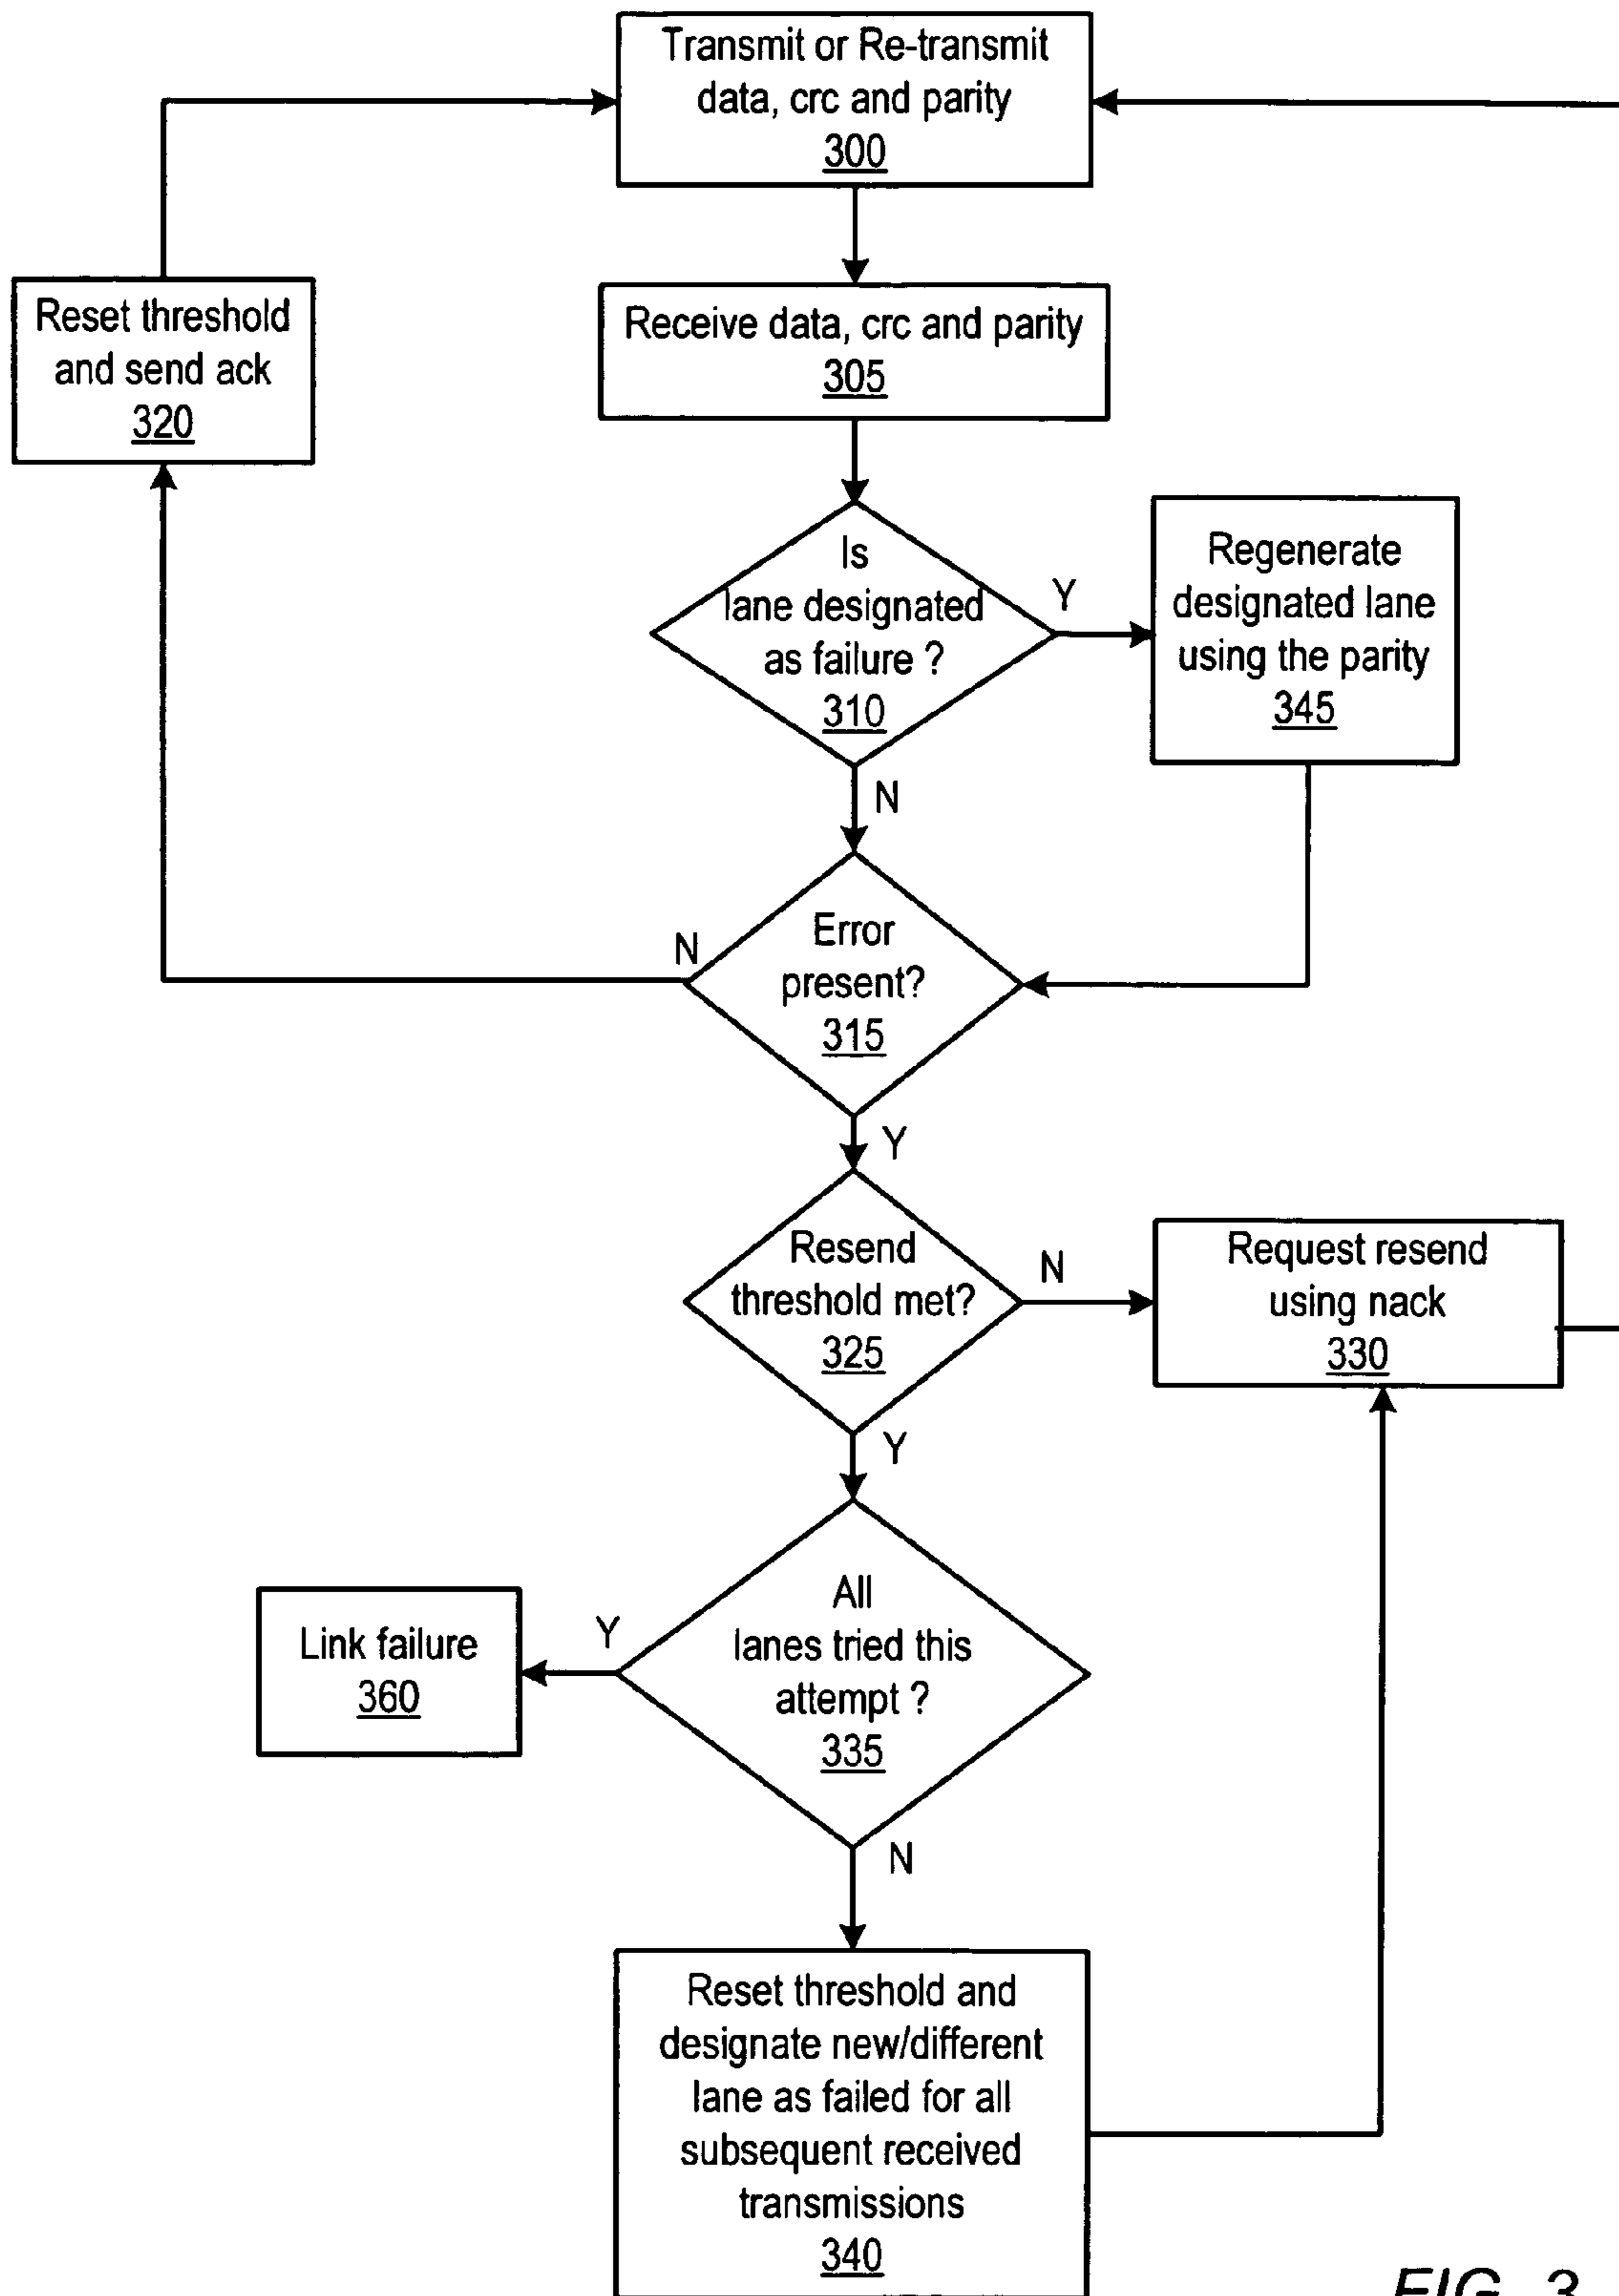 Transmit or Re-transmit
data, crc and parity
300
Reset threshold
and send ack
320
Receive data, crc and parity
305
Is
lane designated
as failure ?
310
Y
N
Regenerate
designated lane
using the parity
345
Error
present?
315
N
Y
Resend
threshold met?
325
N
Y
Request resend
using nack
330
All
lanes tried this
attempt ?
335
Y
N
Link failure
360
Reset threshold and
designate new/different
lane as failed for all
subsequent received
transmissions
340
FIG. 3